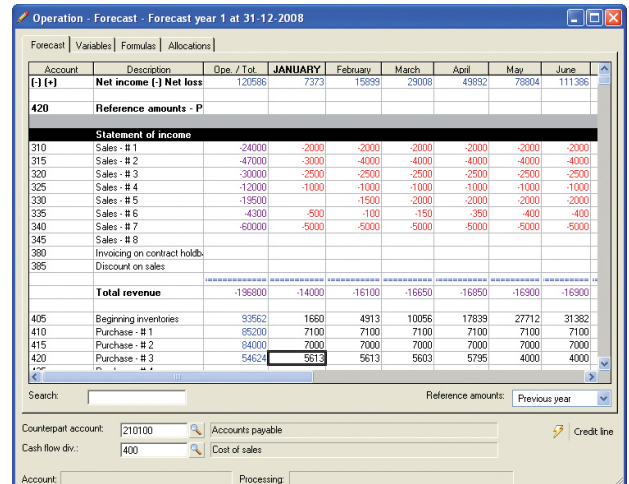 Operation - Forecast - Forecast year 1 at 31-12-2008
Forecast Variables Formulas Allocations
Account Description Ope. / Tot. JANUARY February March April May June
(-) (+) Net income (-) Net loss 120586 7373 15899 29008 49892 78804 111386
420 Reference amounts - P
Statement of income
310 Sales - # 1 -24000 -2000 -2000 -2000 -2000 -2000 -2000
315 Sales - # 2 -47000 -3000 -4000 -4000 -4000 -4000 -4000
320 Sales - # 3 -30000 -2500 -2500 -2500 -2500 -2500 -2500
325 Sales - # 4 -12000 -1000 -1000 -1000 -1000 -1000 -1000
330 Sales - # 5 -19500 -1500 -2000 -2000 -2000 -2000
335 Sales - # 6 -4300 -500 -100 -150 -350 -400 -400
340 Sales - # 7 -60000 -5000 -5000 -5000 -5000 -5000 -5000
345 Sales - # 8
380 Invoicing on contract holdb
385 Discount on sales
Total revenue -196800 -14000 -16100 -16650 -16850 -16900 -16900
405 Beginning inventories 93562 1660 4913 10056 17839 27712 31382
410 Purchase - # 1 85200 7100 7100 7100 7100 7100 7100
415 Purchase - # 2 84000 7000 7000 7000 7000 7000 7000
420 Purchase - # 3 54624 5613 5613 5603 5795 4000 4000
Search: Reference amounts: Previous year
Counterpart account: 210100 Accounts payable Credit line
Cash flow div.: 400 Cost of sales
Account: Processing: